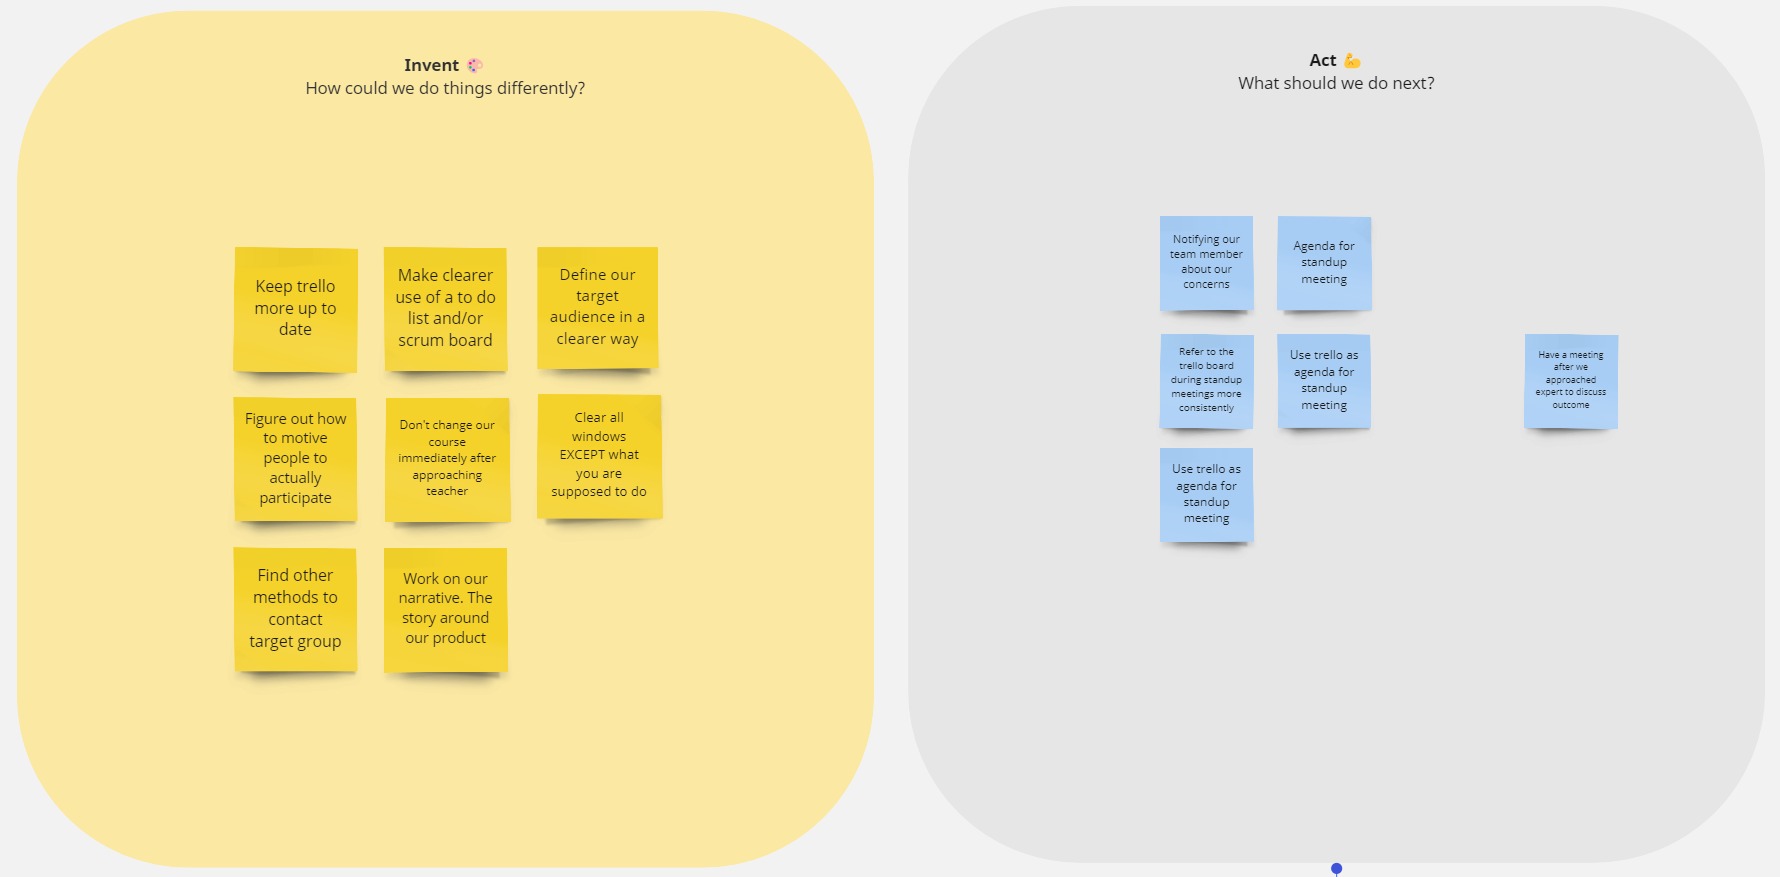 Invent 🎨
How could we do things differently?
Keep trello
more up to
date
Make clearer
use of a to do
list and/or
scrum board
Define our
target
audience in a
clearer way
Figure out how
to motive
people to
actually
participate
Don't change our
course
immediately after
approaching
teacher
Clear all
windows
EXCEPT what
you are
supposed to do
Find other
methods to
contact
target group
Work on our
narrative. The
story around
our product
Act 💪
What should we do next?
Notifying our
team member
about our
concerns
Agenda for
standup
meeting
Refer to the
trello board
during standup
meetings more
consistently
Use trello as
agenda for
standup
meeting
Have a meeting
after we
approached
expert to discuss
outcome
Use trello as
agenda for
standup
meeting